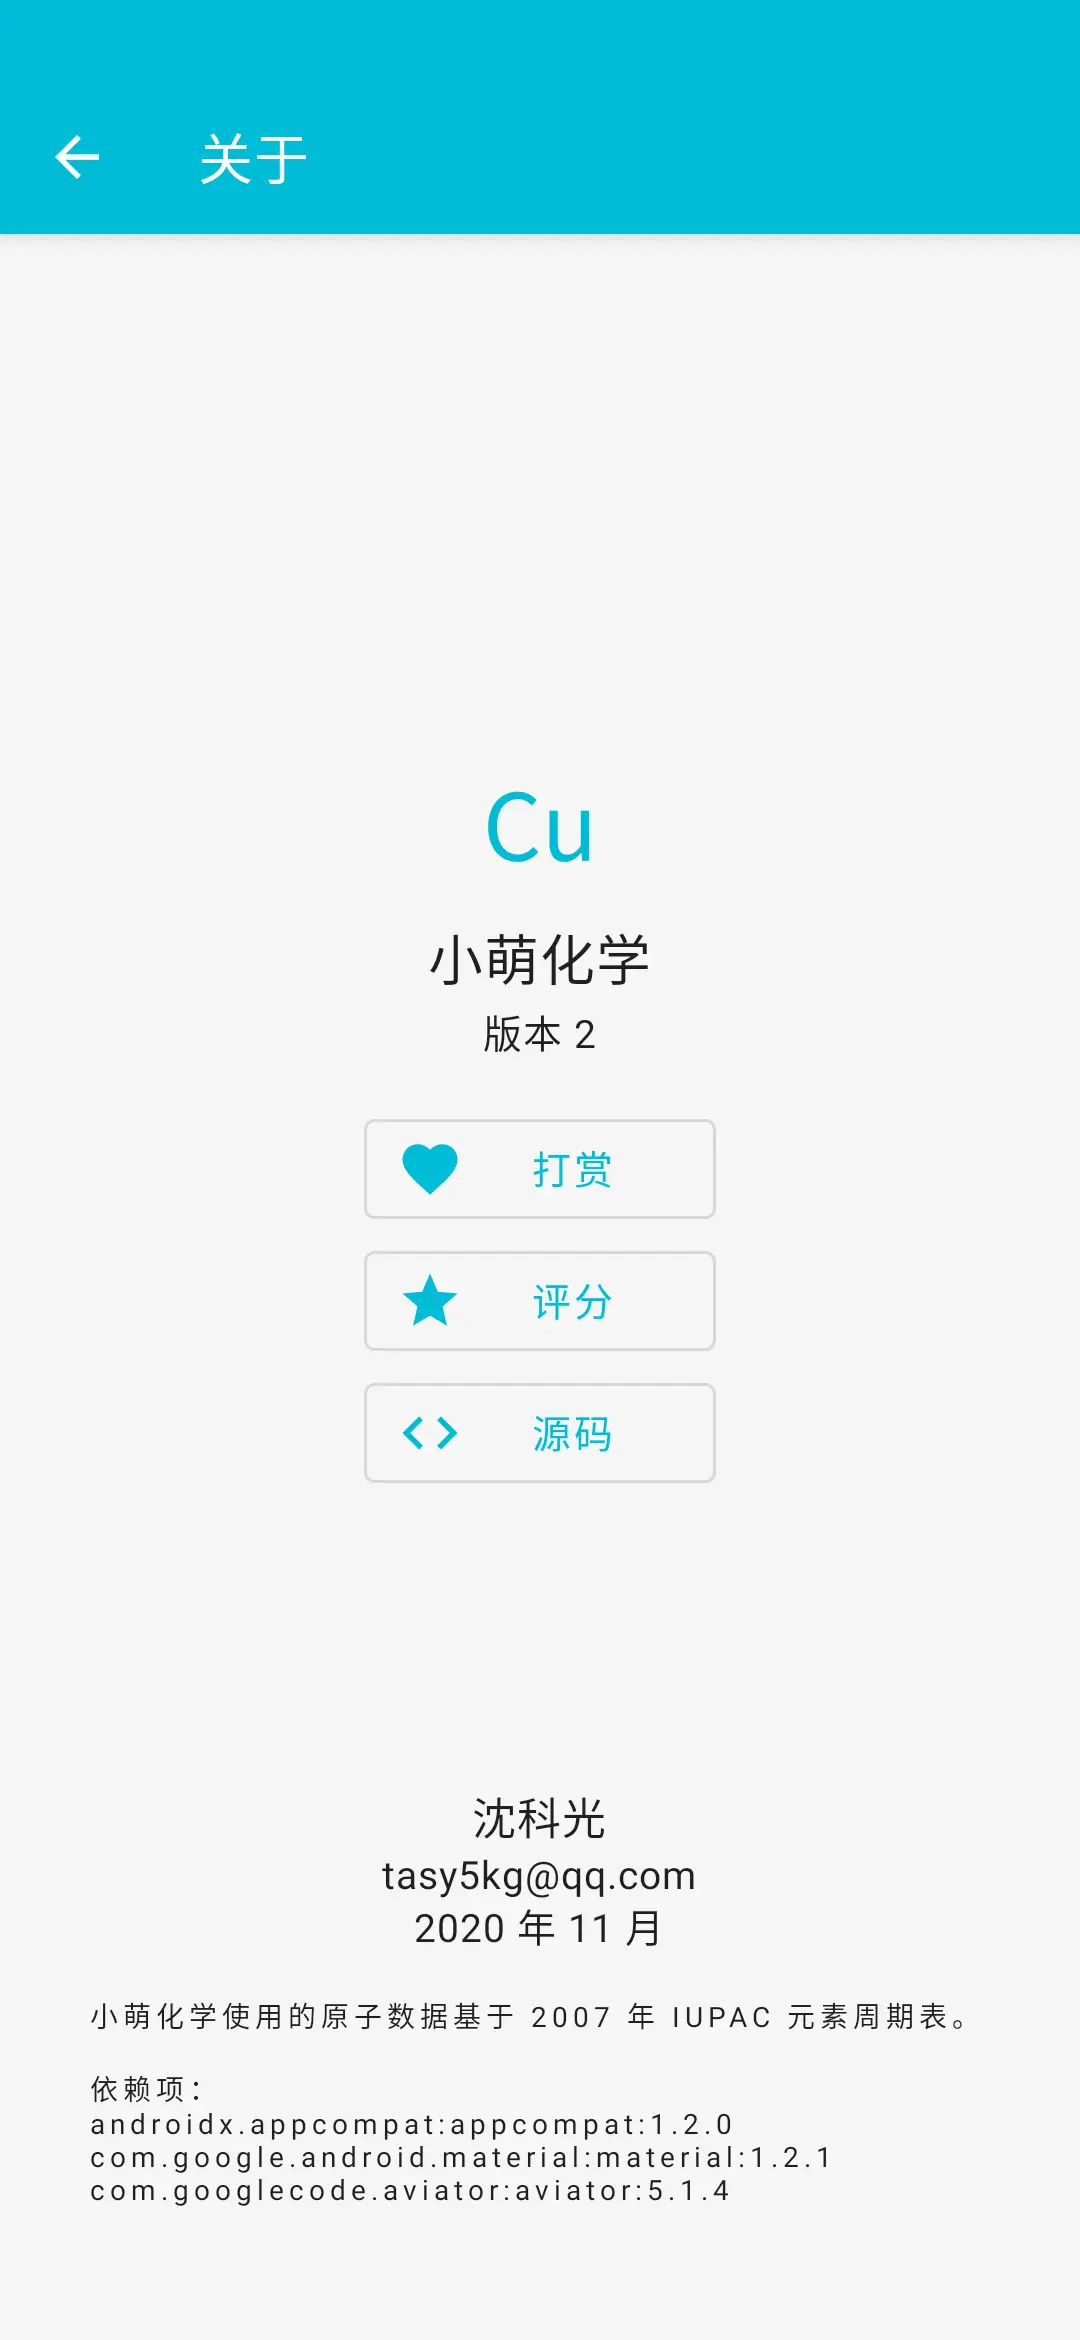 关于
Cu
小萌化学
版本 2
打赏
评分
源码
沈科光
tasy5kg@qq.com
2020 年 11 月
小萌化学使用的原子数据基于 2007 年 IUPAC 元素周期表。
依赖项：
androidx.appcompat:appcompat:1.2.0
com.google.android.material:material:1.2.1
com.googlecode.aviator:aviator:5.1.4